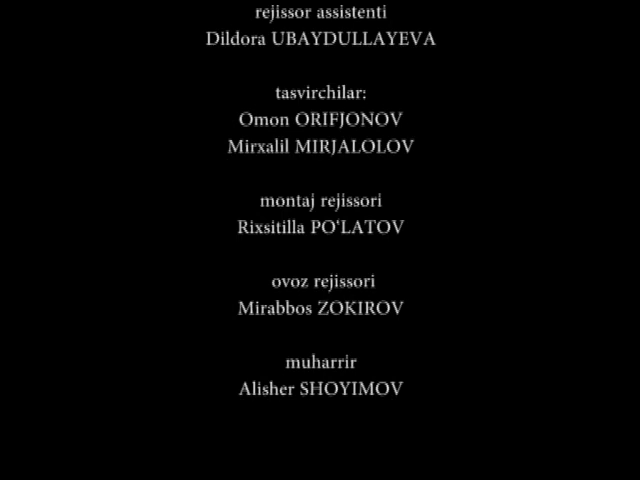 rejissor assistenti
Dildora UBAYDULLAYEVA
tasvirchilar:
Omon ORIFJONOV
Mirxalil MIRJALOLOV
montaj rejissori
Rixsitilla PO‘LATOV
ovoz rejissori
Mirabbos ZOKIROV
muharrir
Alisher SHOYIMOV